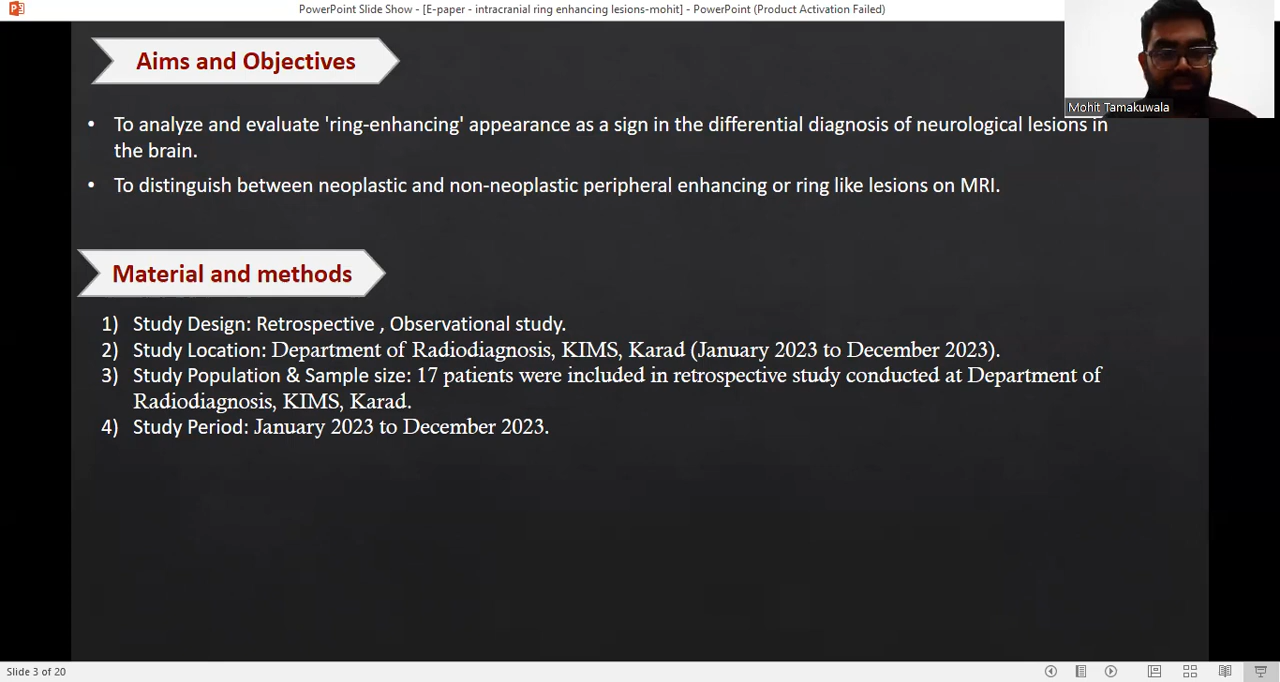 PowerPoint Slide Show - [E-paper - intracranial ring enhancing lesions-mohit] - PowerPoint (Product Activation Failed)
Mohit Tamakuwala
Aims and Objectives
• To analyze and evaluate 'ring-enhancing' appearance as a sign in the differential diagnosis of neurological lesions in
the brain.
• To distinguish between neoplastic and non-neoplastic peripheral enhancing or ring like lesions on MRI.
Material and methods
1) Study Design: Retrospective , Observational study.
2) Study Location: Department of Radiodiagnosis, KIMS, Karad (January 2023 to December 2023).
3) Study Population & Sample size: 17 patients were included in retrospective study conducted at Department of
Radiodiagnosis, KIMS, Karad.
4) Study Period: January 2023 to December 2023.
Slide 3 of 20